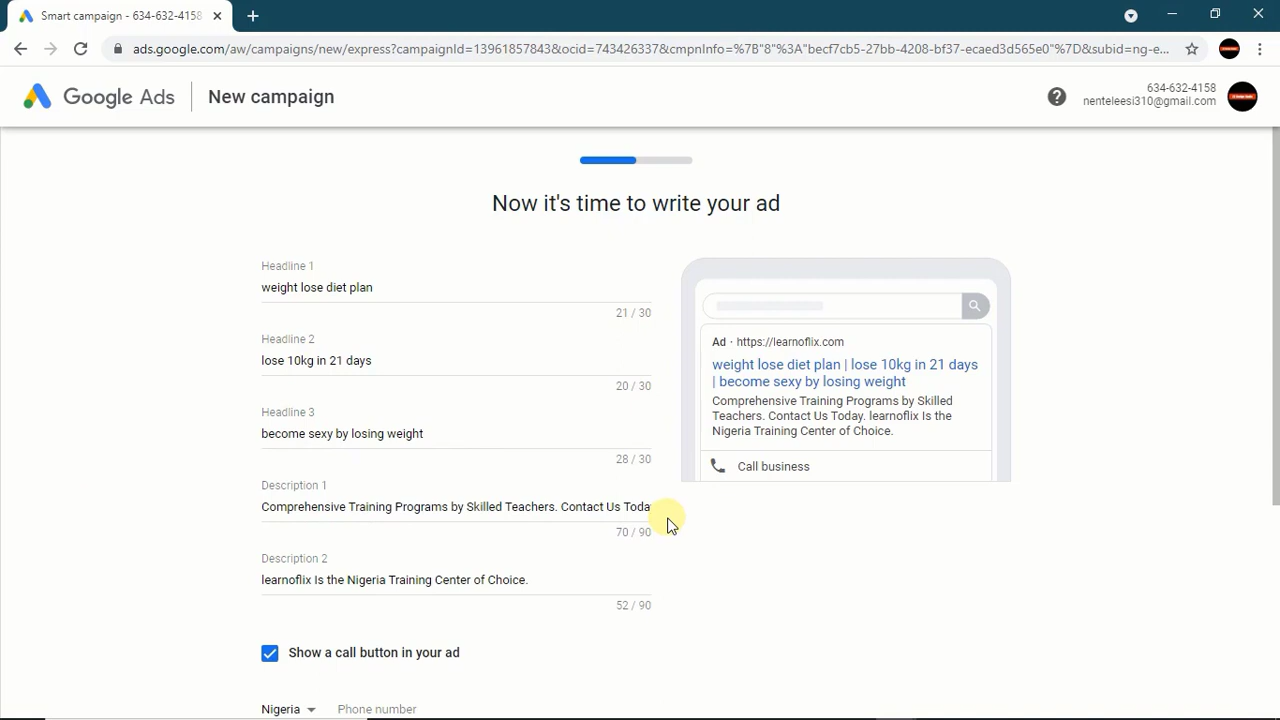 Smart campaign - 634-632-4158
ads.google.com/aw/campaigns/new/express?campaignId=13961857843&ocid=743426337&cmpnInfo=%7B"8"%3A"becf7cb5-27bb-4208-bf37-ecaed3d565e0"%7D&subid=ng-e...
Google Ads
New campaign
634-632-4158
nenteleesi310@gmail.com
Now it's time to write your ad
Headline 1
weight lose diet plan
21 / 30
Headline 2
lose 10kg in 21 days
20 / 30
Headline 3
become sexy by losing weight
28 / 30
Description 1
Comprehensive Training Programs by Skilled Teachers. Contact Us Toda
70 / 90
Description 2
learnoflix Is the Nigeria Training Center of Choice.
52 / 90
Show a call button in your ad
Nigeria
Phone number
Ad · https://learnoflix.com
weight lose diet plan | lose 10kg in 21 days
| become sexy by losing weight
Comprehensive Training Programs by Skilled
Teachers. Contact Us Today. learnoflix Is the
Nigeria Training Center of Choice.
Call business